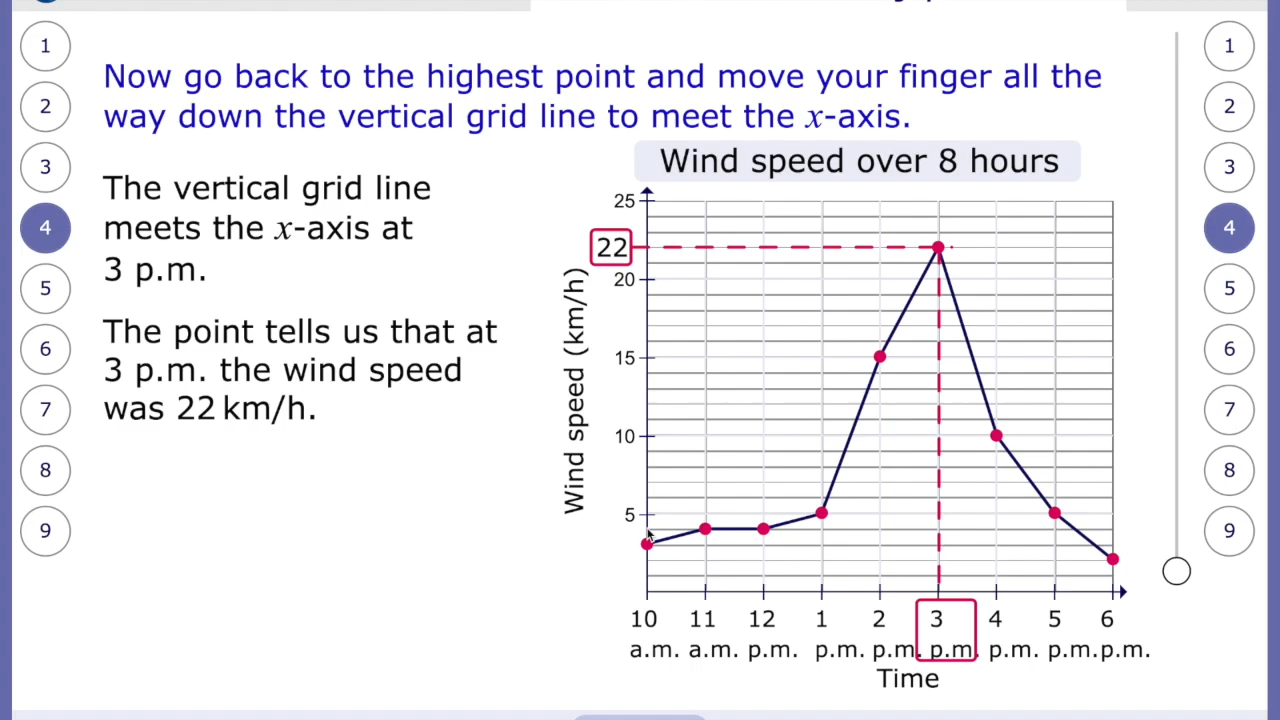 Now go back to the highest point and move your finger all the
way down the vertical grid line to meet the x-axis.
The vertical grid line
meets the x-axis at
3 p.m.
The point tells us that at
3 p.m. the wind speed
was 22 km/h.
Wind speed over 8 hours
Wind speed (km/h)
25
22
20
15
10
5
10 11 12 1 2 3 4 5 6
a.m. a.m. p.m. p.m. p.m. p.m. p.m. p.m. p.m.
Time
1
2
3
4
5
6
7
8
9
1
2
3
4
5
6
7
8
9